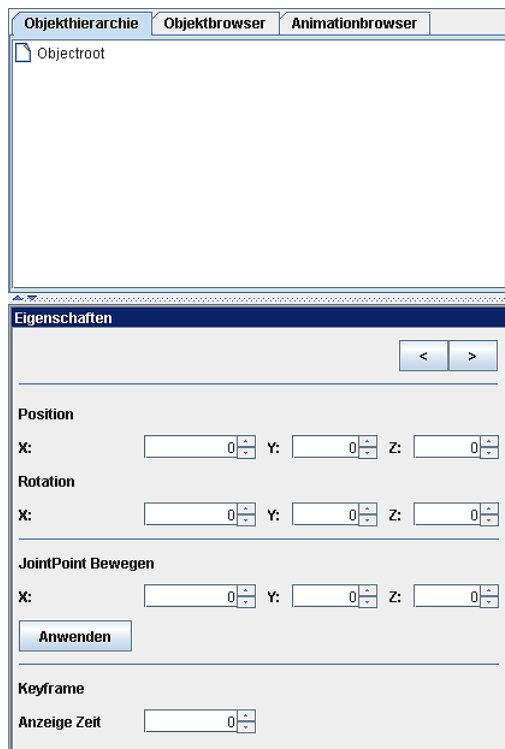 Objekthierarchie Objektbrowser Animationbrowser
Objectroot
Eigenschaften
< >
Position
X: 0 Y: 0 Z: 0
Rotation
X: 0 Y: 0 Z: 0
JointPoint Bewegen
X: 0 Y: 0 Z: 0
Anwenden
Keyframe
Anzeige Zeit 0